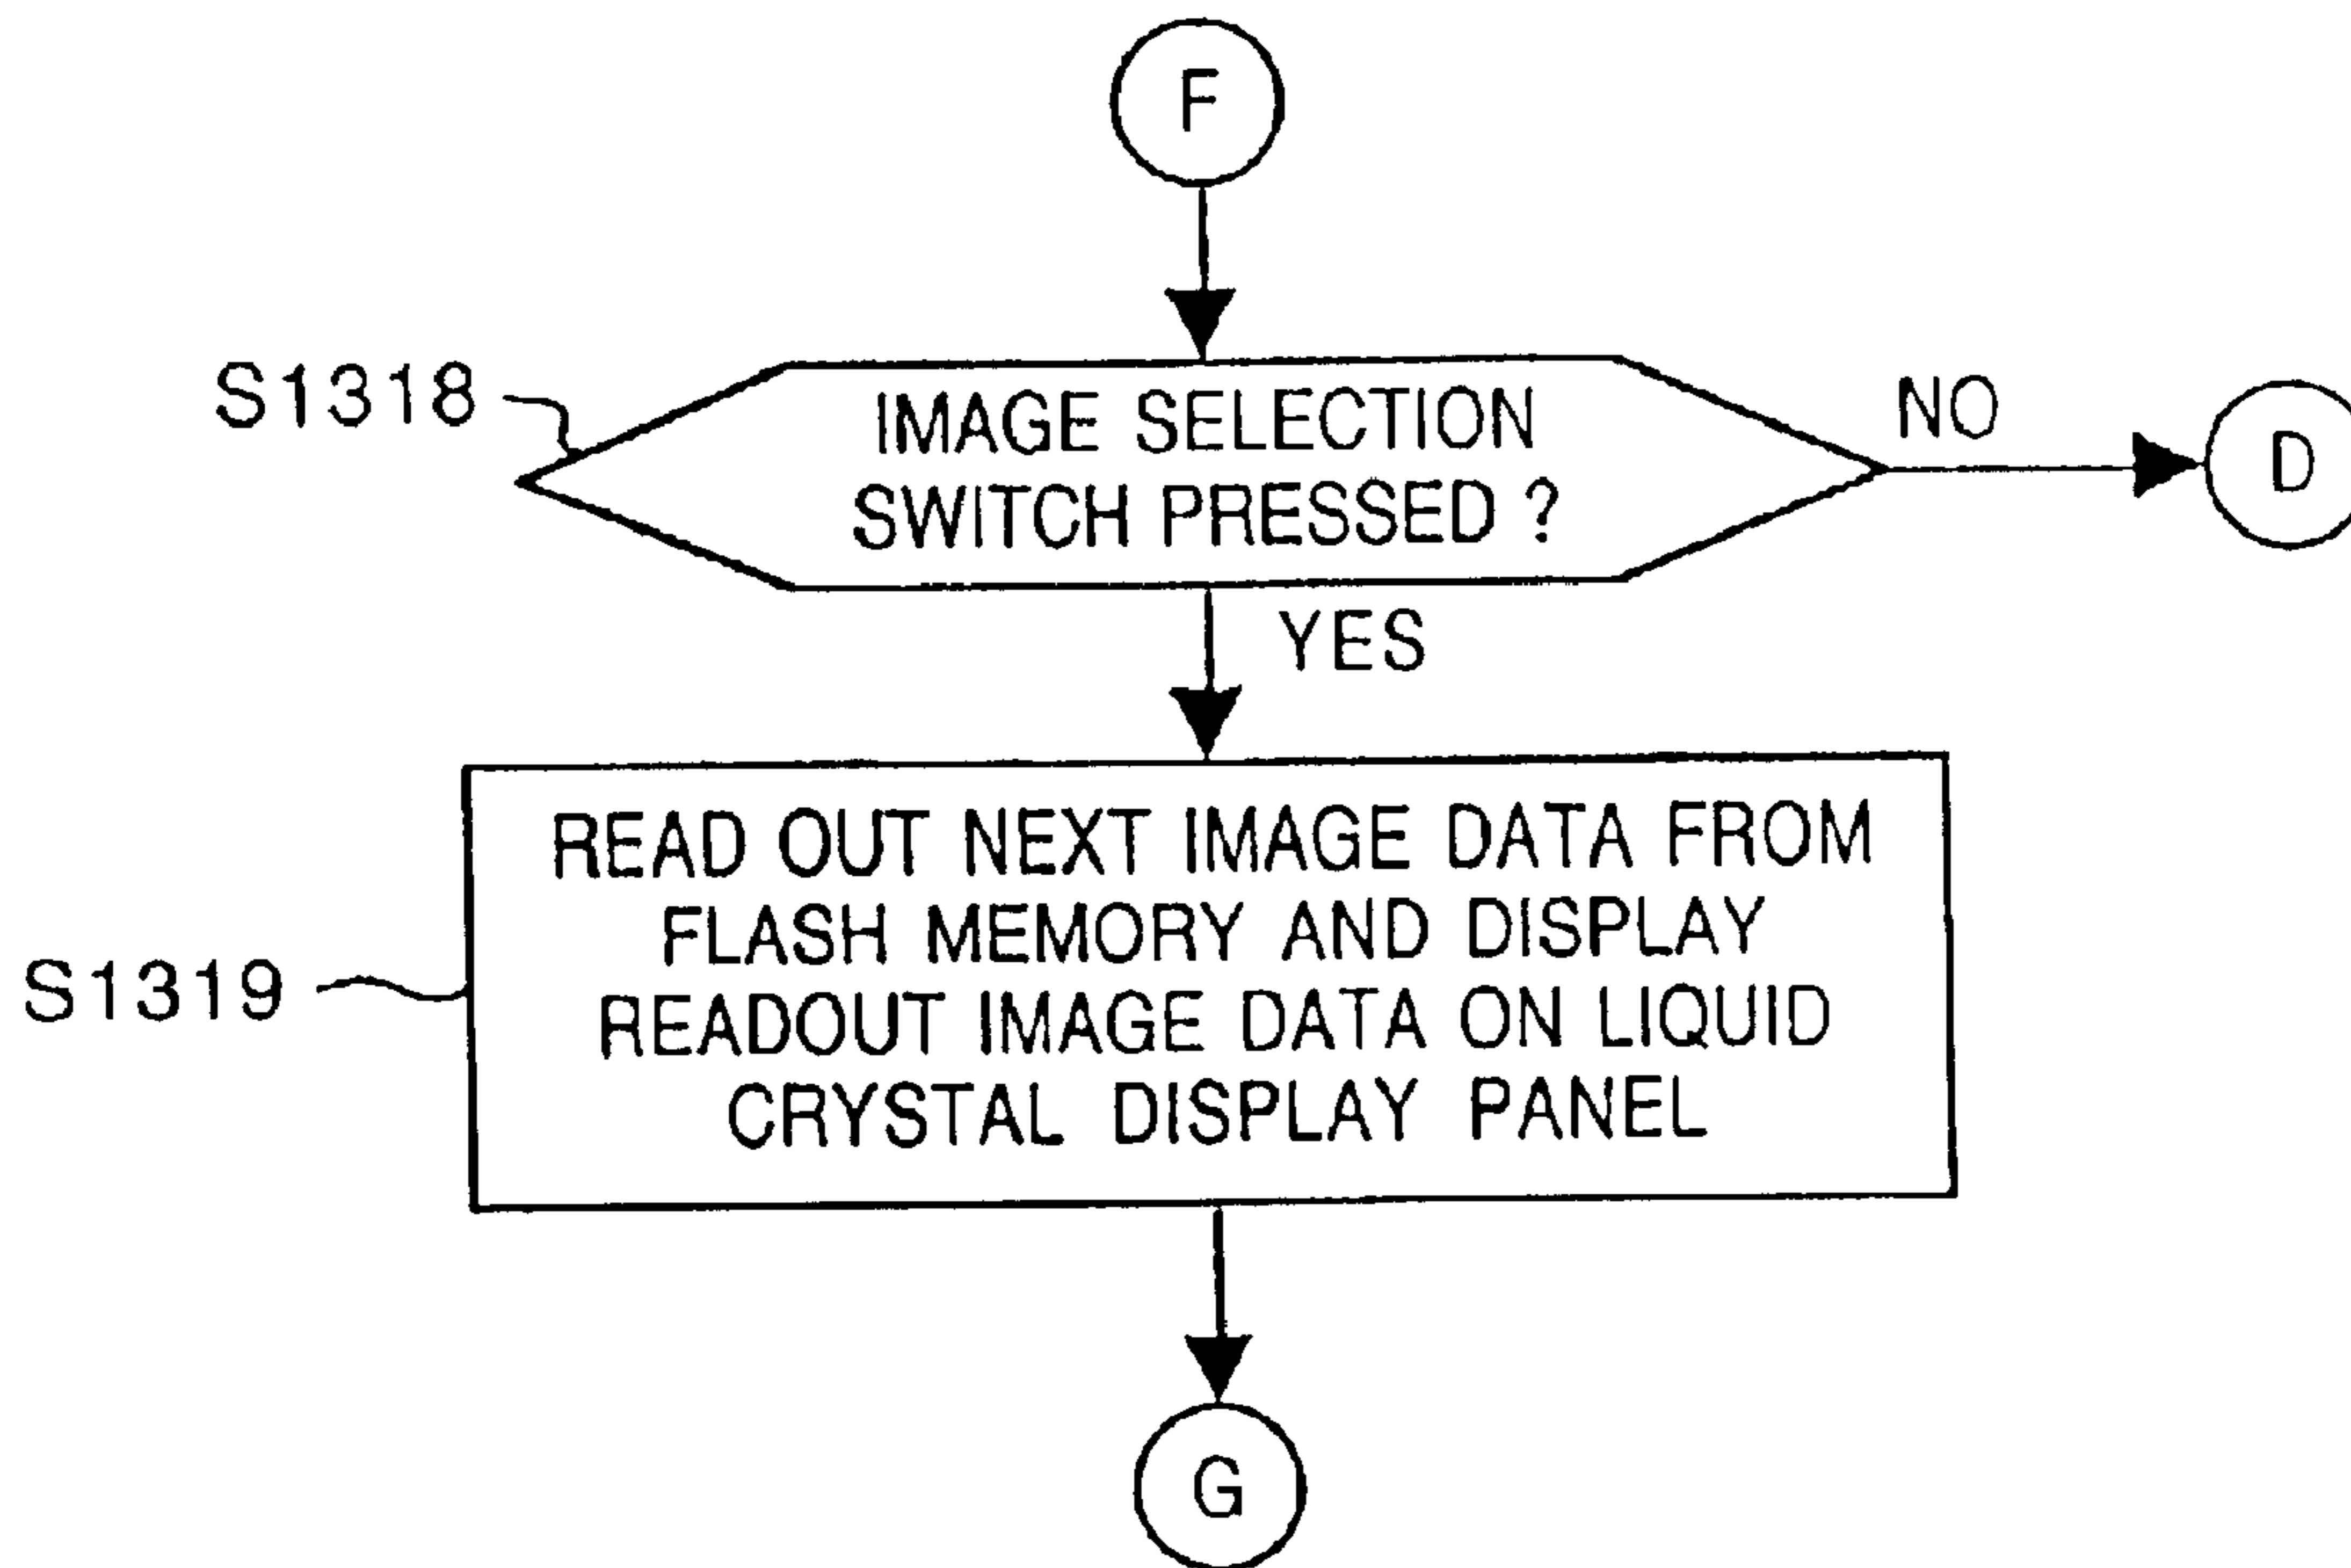 F
S1318
IMAGE SELECTION
SWITCH PRESSED ?
NO
D
YES
READ OUT NEXT IMAGE DATA FROM
FLASH MEMORY AND DISPLAY
READOUT IMAGE DATA ON LIQUID
CRYSTAL DISPLAY PANEL
S1319
G